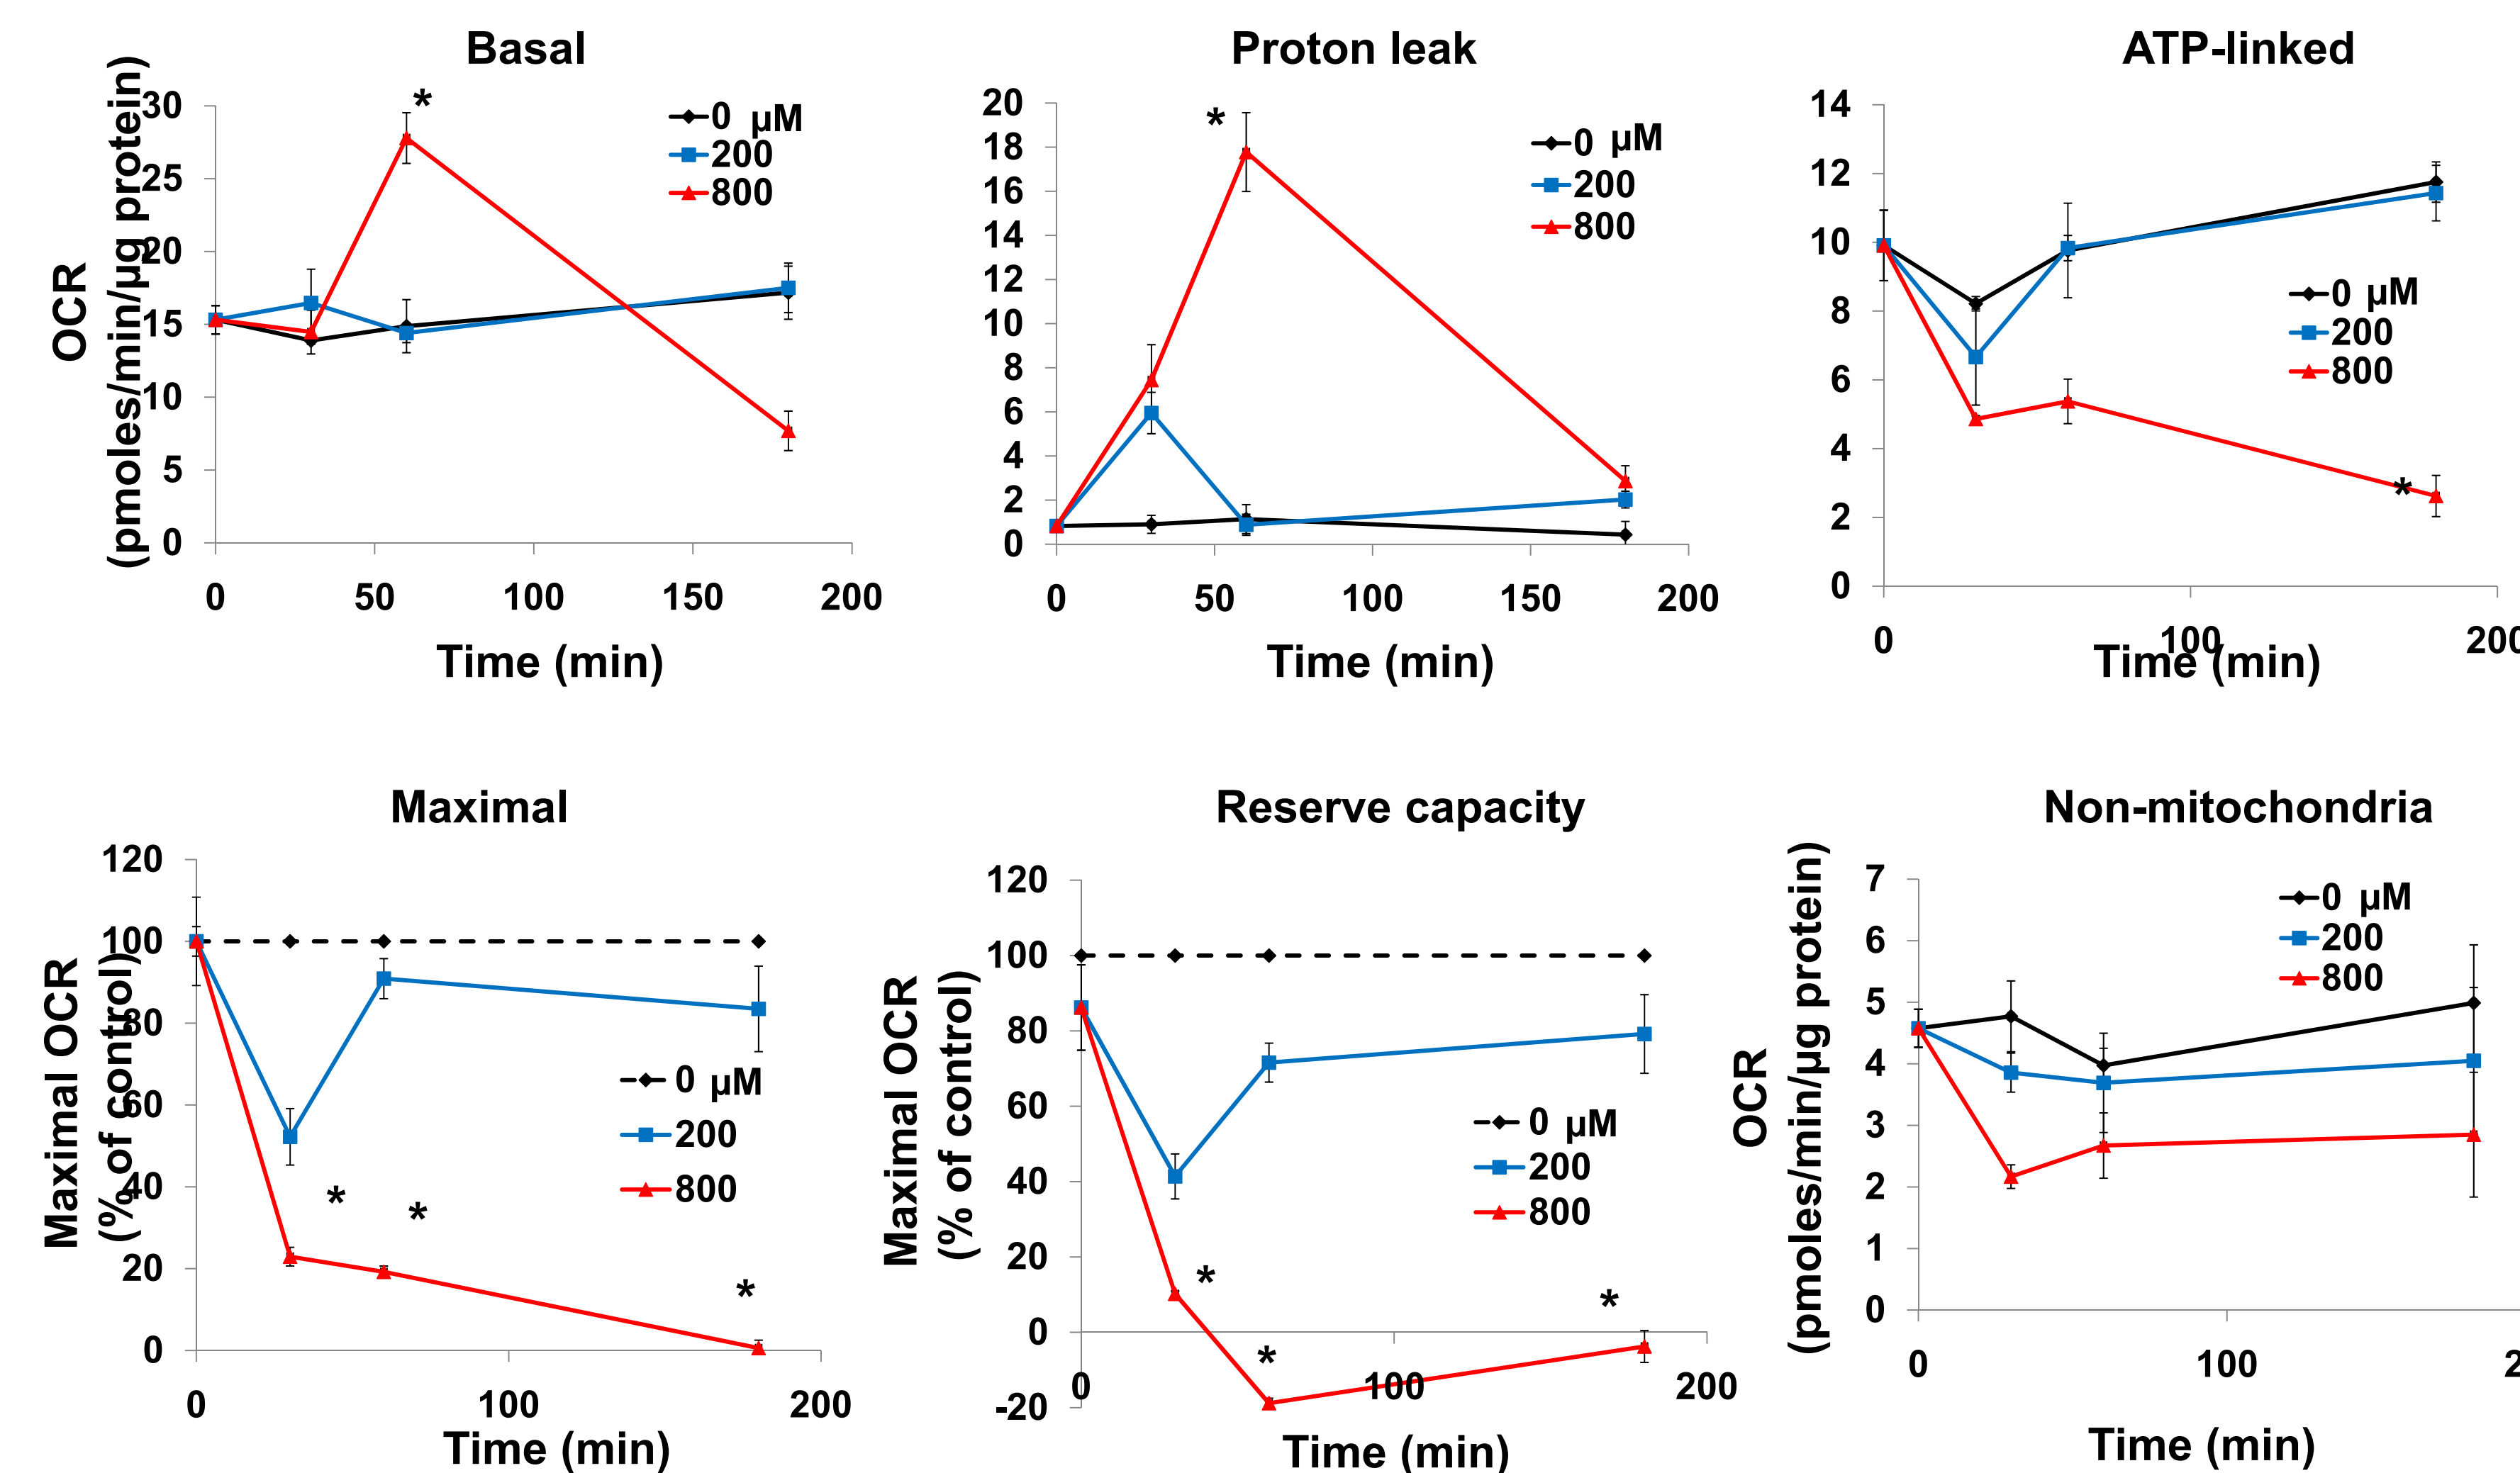 Basal
OCR
(pmoles/min/µg protein)
30
25
20
15
10
5
0
0 50 100 150 200
Time (min)
*
0 µM
200
800
Proton leak
20
18
16
14
12
10
8
6
4
2
0
0 50 100 150 200
Time (min)
*
0 µM
200
800
ATP-linked
14
12
10
8
6
4
2
0
0 100 200
Time (min)
*
0 µM
200
800
Maximal
Maximal OCR
(% of control)
120
100
80
60
40
20
0
0 100 200
Time (min)
* * *
0 µM
200
800
Reserve capacity
Maximal OCR
(% of control)
120
100
80
60
40
20
0
-20
0 100 200
Time (min)
* * *
0 µM
200
800
Non-mitochondria
OCR
(pmoles/min/µg protein)
7
6
5
4
3
2
1
0
0 100 2
Time (min)
0 µM
200
800